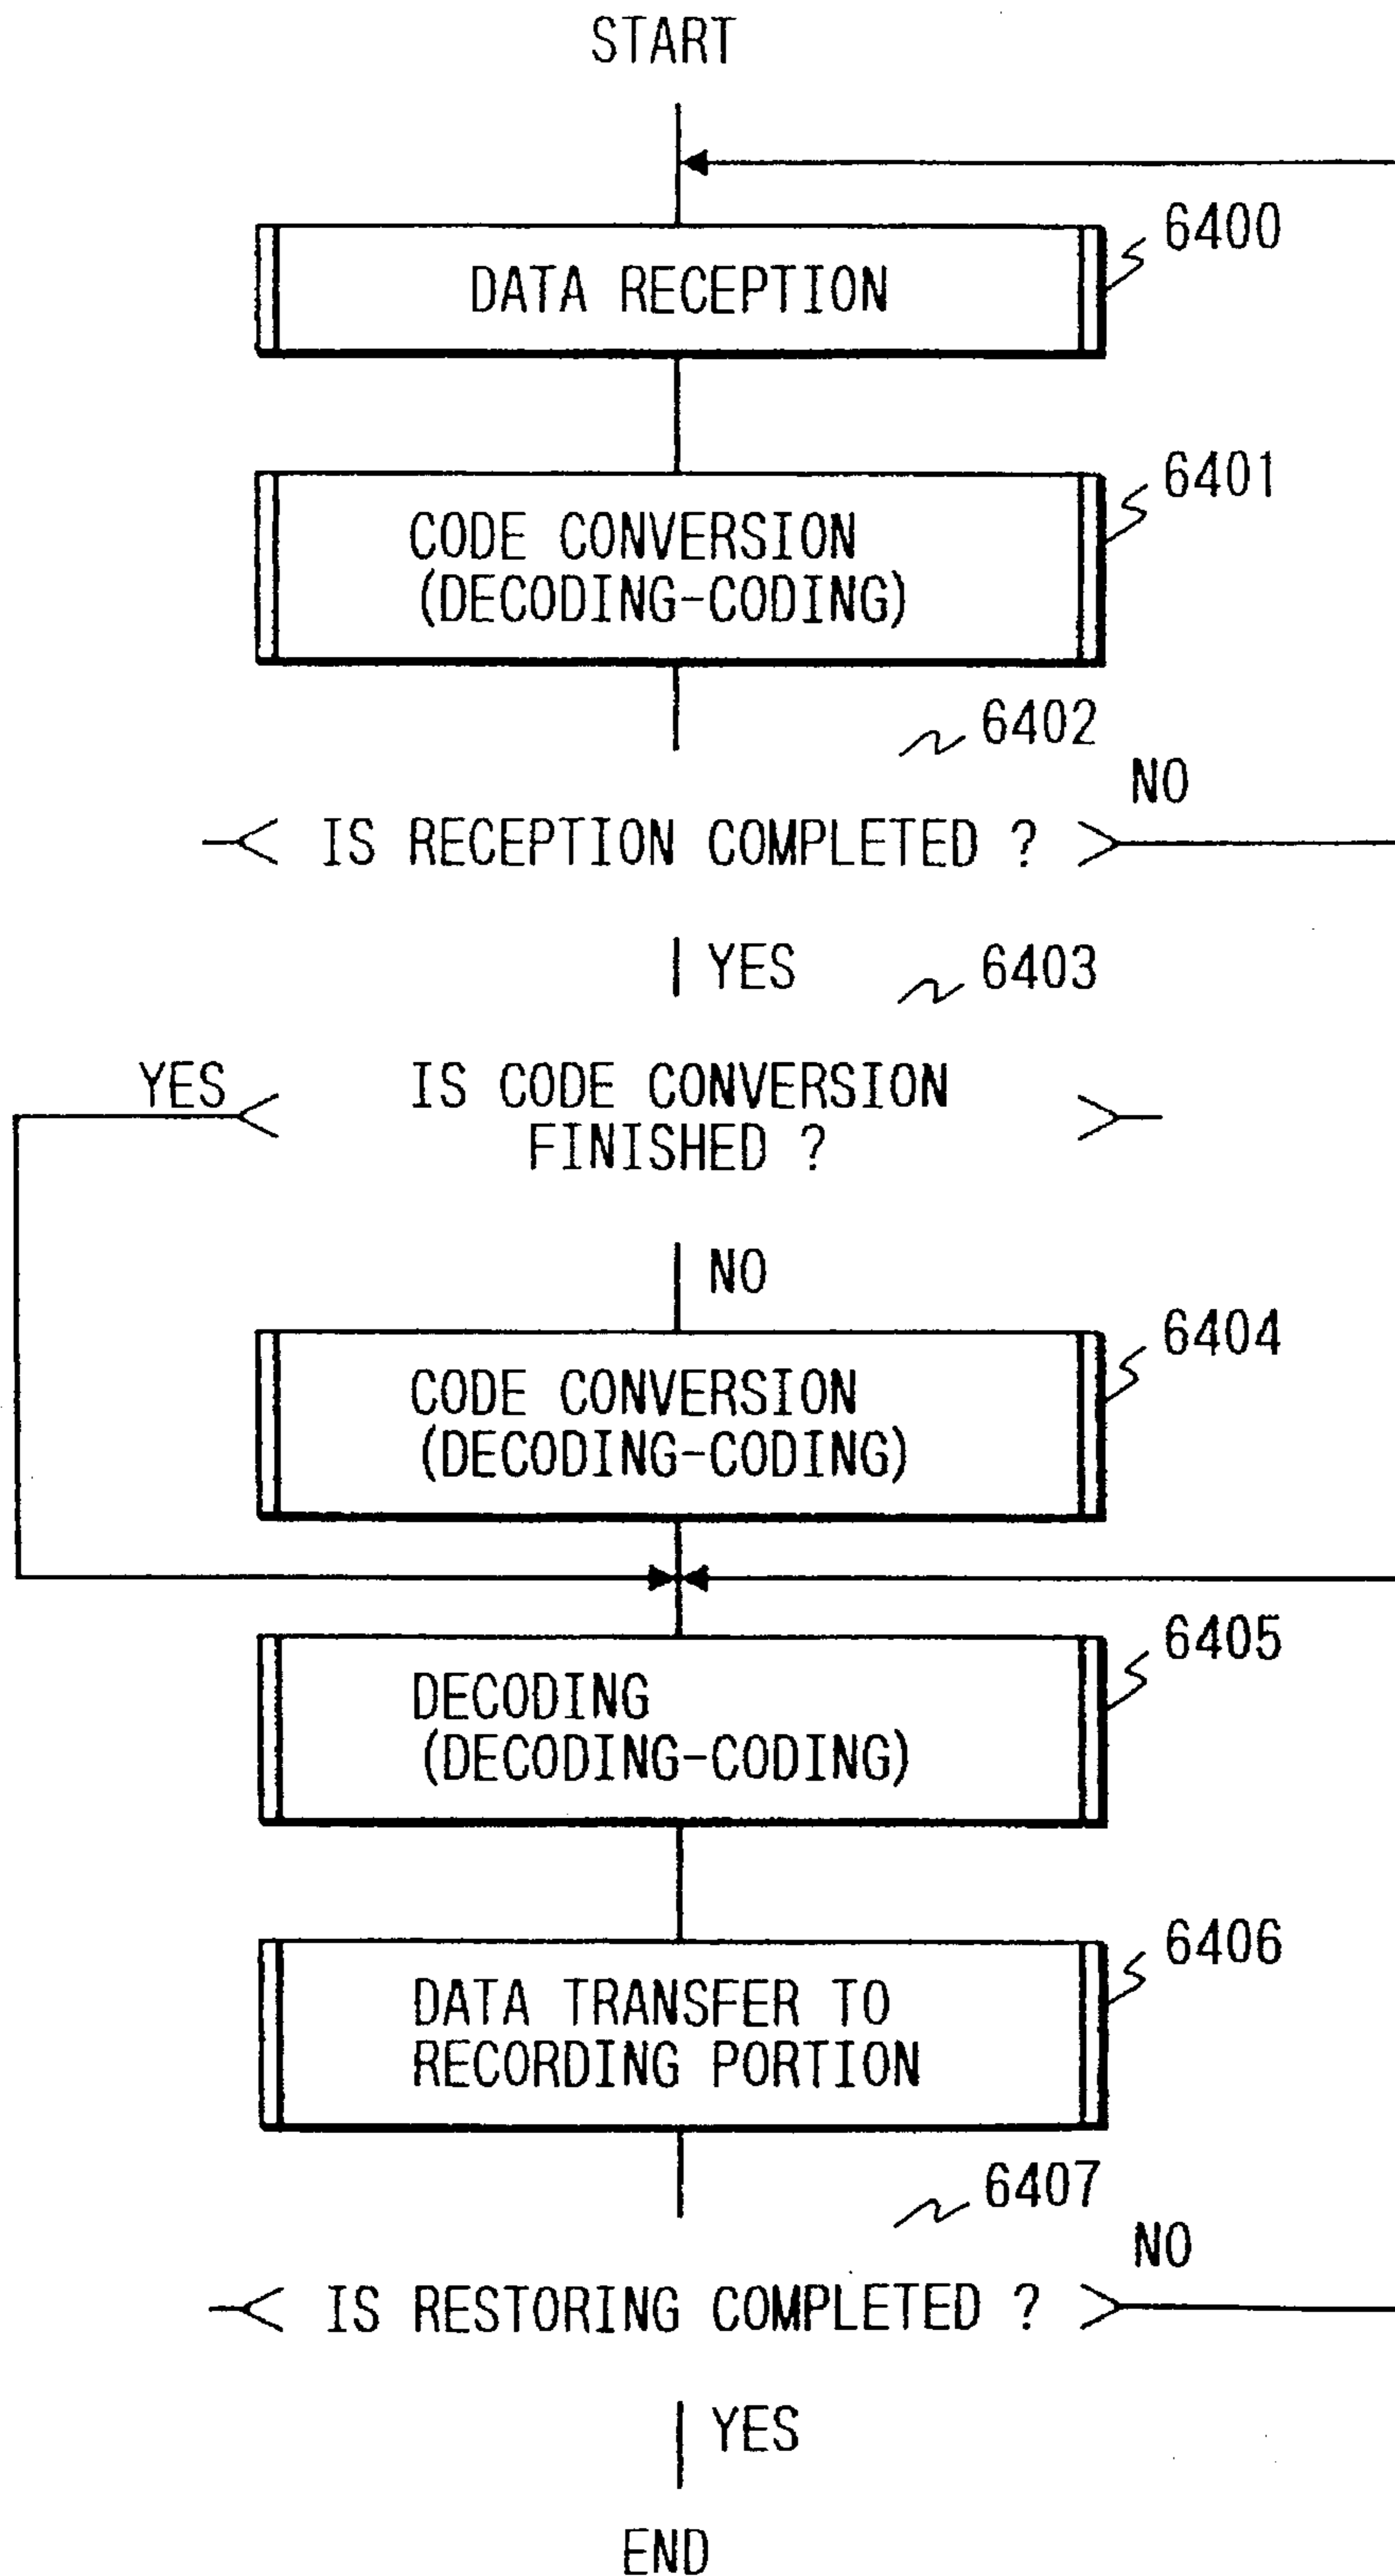 START
6400
DATA RECEPTION
6401
CODE CONVERSION
(DECODING-CODING)
6402
NO
IS RECEPTION COMPLETED ?
YES
6403
YES
IS CODE CONVERSION
FINISHED ?
NO
6404
CODE CONVERSION
(DECODING-CODING)
6405
DECODING
(DECODING-CODING)
6406
DATA TRANSFER TO
RECORDING PORTION
6407
NO
IS RESTORING COMPLETED ?
YES
END